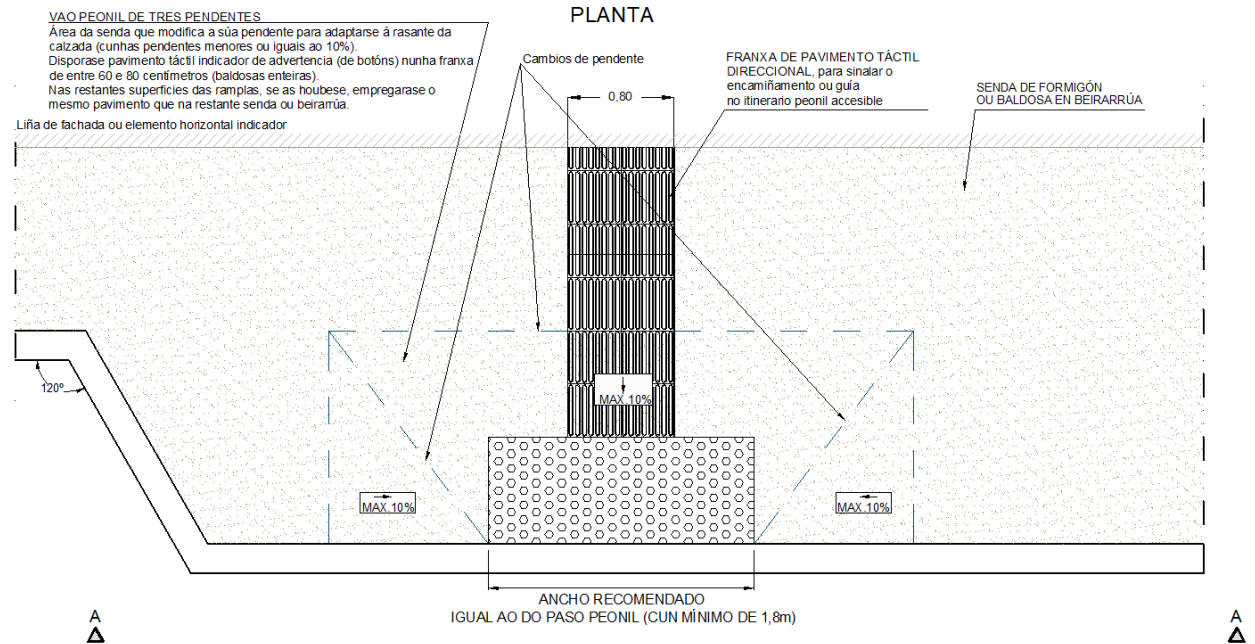 PLANTA
VAO PEONIL DE TRES PENDENTES
Área da senda que modifica a súa pendente para adaptarse á rasante da
calzada (cunhas pendentes menores ou iguais ao 10%).
Disporase pavimento táctil indicador de advertencia (de botóns) nunha franxa
de entre 60 e 80 centímetros (baldosas enteiras).
Nas restantes superficies das ramplas, se as houbese, empregarase o
mesmo pavimento que na restante senda ou beirarrúa.
Liña de fachada ou elemento horizontal indicador
Cambios de pendente
0,80
FRANXA DE PAVIMENTO TÁCTIL
DIRECCIONAL, para sinalar o
encamiñamento ou guía
no itinerario peonil accesible
SENDA DE FORMIGÓN
OU BALDOSA EN BEIRARRÚA
120º
MAX.10%
MAX.10%
MAX.10%
ANCHO RECOMENDADO
IGUAL AO DO PASO PEONIL (CUN MÍNIMO DE 1,8m)
A
A